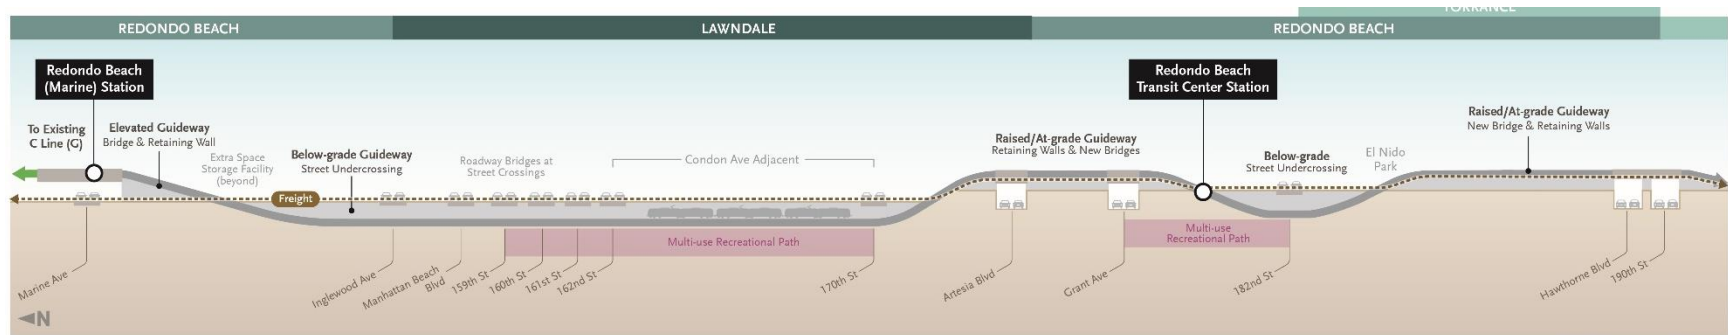 TORRANCE
REDONDO BEACH
LAWNDALE
REDONDO BEACH
Redondo Beach
(Marine) Station
Redondo Beach
Transit Center Station
To Existing
C Line (G)
Elevated Guideway
Bridge & Retaining Wall
Extra Space
Storage Facility
(beyond)
Below-grade Guideway
Street Undercrossing
Roadway Bridges at
Street Crossings
Condon Ave Adjacent
Raised/At-grade Guideway
Retaining Walls & New Bridges
Below-grade
Street Undercrossing
El Nido
Park
Raised/At-grade Guideway
New Bridge & Retaining Walls
Freight
Multi-use Recreational Path
Multi-use
Recreational Path
Marine Ave
Inglewood Ave
Manhattan Beach
Blvd
159th St
160th St
161st St
162nd St
170th St
Artesia Blvd
Grant Ave
182nd St
Hawthorne Blvd
190th St
N